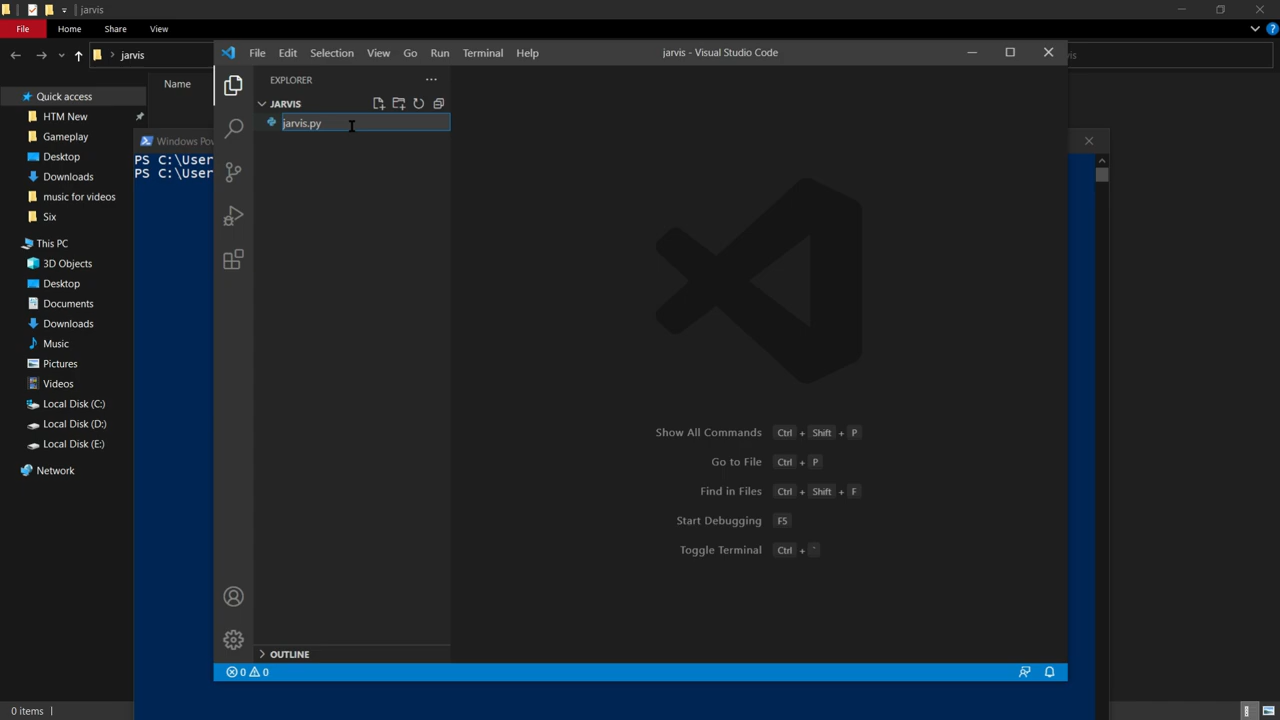 jarvis
File
Home
Share
View
jarvis
Name
Quick access
HTM New
Gameplay
Desktop
Downloads
music for videos
Six
This PC
3D Objects
Desktop
Documents
Downloads
Music
Pictures
Videos
Local Disk (C:)
Local Disk (D:)
Local Disk (E:)
Network
0 items
Windows Pow
PS C:\User
PS C:\User
File Edit Selection View Go Run Terminal Help
jarvis - Visual Studio Code
EXPLORER
JARVIS
jarvis.py
Show All Commands Ctrl + Shift + P
Go to File Ctrl + P
Find in Files Ctrl + Shift + F
Start Debugging F5
Toggle Terminal Ctrl + `
OUTLINE
0 0